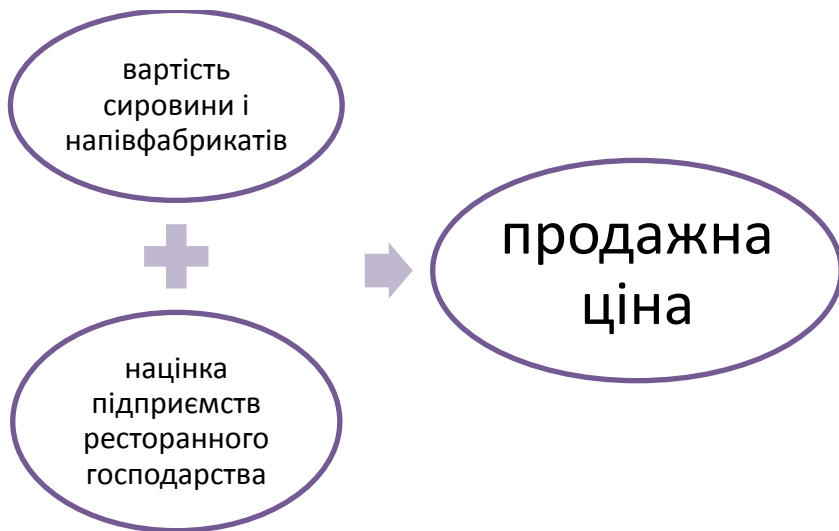 вартість
сировини і
напівфабрикатів
націнка
підприємств
ресторанного
господарства
продажна
ціна